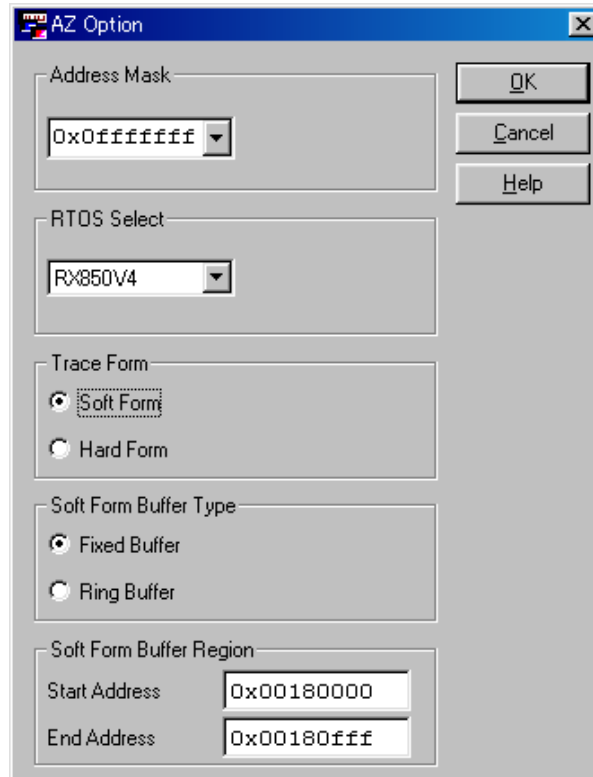 AZ Option
Address Mask
0x0fffffff
OK
Cancel
Help
RTOS Select
RX850V4
Trace Form
Soft Form
Hard Form
Soft Form Buffer Type
Fixed Buffer
Ring Buffer
Soft Form Buffer Region
Start Address 0x00180000
End Address 0x00180fff